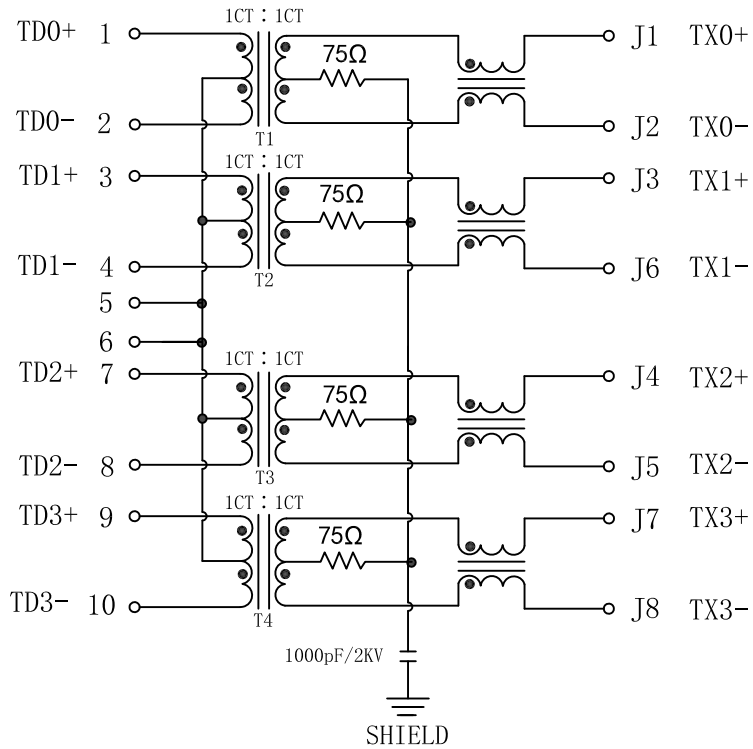 1CT : 1CT
TD0+ 1 75Ω J1 TX0+
TD0- 2 J2 TX0-
T1
1CT : 1CT
TD1+ 3 75Ω J3 TX1+
TD1- 4 J6 TX1-
T2
5
6
1CT : 1CT
TD2+ 7 75Ω J4 TX2+
TD2- 8 J5 TX2-
T3
1CT : 1CT
TD3+ 9 75Ω J7 TX3+
TD3- 10 J8 TX3-
T4
1000pF/2KV
SHIELD